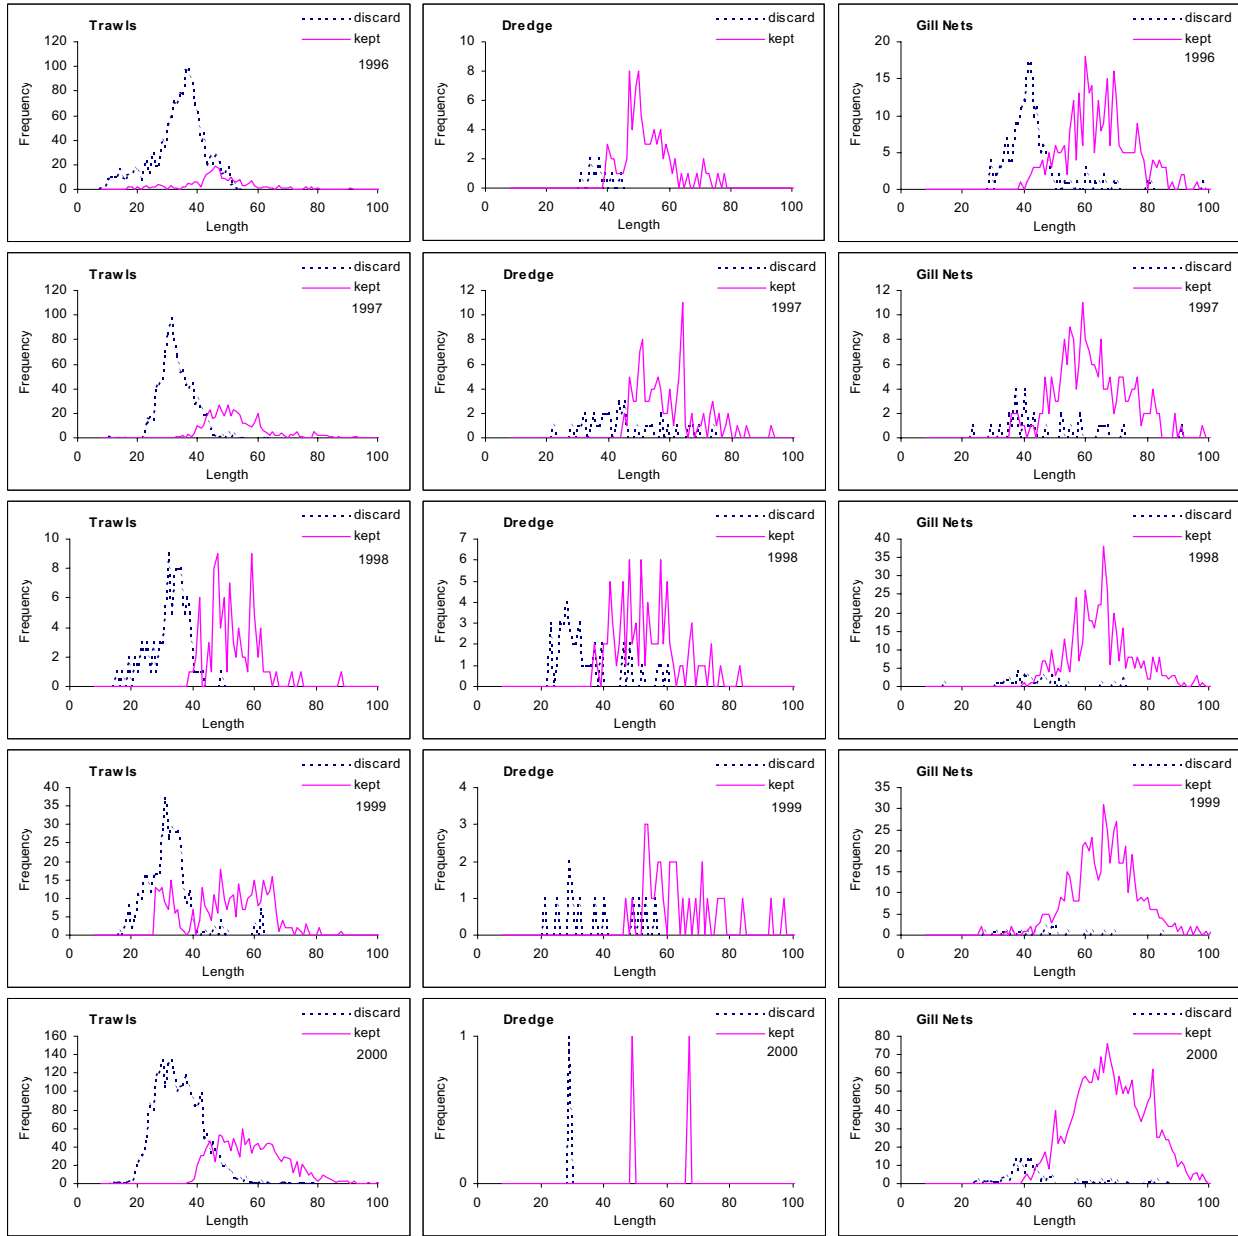 Trawls
discard
kept
1996
120
100
80
60
40
20
0
0 20 40 60 80 100
Frequency
Length
Dredge
discard
kept
10
8
6
4
2
0
0 20 40 60 80 100
Frequency
Length
Gill Nets
discard
kept
1996
20
15
10
5
0
0 20 40 60 80 100
Frequency
Length
Trawls
discard
kept
1997
120
100
80
60
40
20
0
0 20 40 60 80 100
Frequency
Length
Dredge
discard
kept
1997
12
10
8
6
4
2
0
0 20 40 60 80 100
Frequency
Length
Gill Nets
discard
kept
1997
12
10
8
6
4
2
0
0 20 40 60 80 100
Frequency
Length
Trawls
discard
kept
1998
10
8
6
4
2
0
0 20 40 60 80 100
Frequency
Length
Dredge
discard
kept
1998
7
6
5
4
3
2
1
0
0 20 40 60 80 100
Frequency
Length
Gill Nets
discard
kept
1998
40
35
30
25
20
15
10
5
0
0 20 40 60 80 100
Frequency
Length
Trawls
discard
kept
1999
40
35
30
25
20
15
10
5
0
0 20 40 60 80 100
Frequency
Length
Dredge
discard
kept
1999
4
3
2
1
0
0 20 40 60 80 100
Frequency
Length
Gill Nets
discard
kept
1999
35
30
25
20
15
10
5
0
0 20 40 60 80 100
Frequency
Length
Trawls
discard
kept
2000
160
140
120
100
80
60
40
20
0
0 20 40 60 80 100
Frequency
Length
Dredge
discard
kept
2000
1
0
0 20 40 60 80 100
Frequency
Length
Gill Nets
discard
kept
2000
80
70
60
50
40
30
20
10
0
0 20 40 60 80 100
Frequency
Length